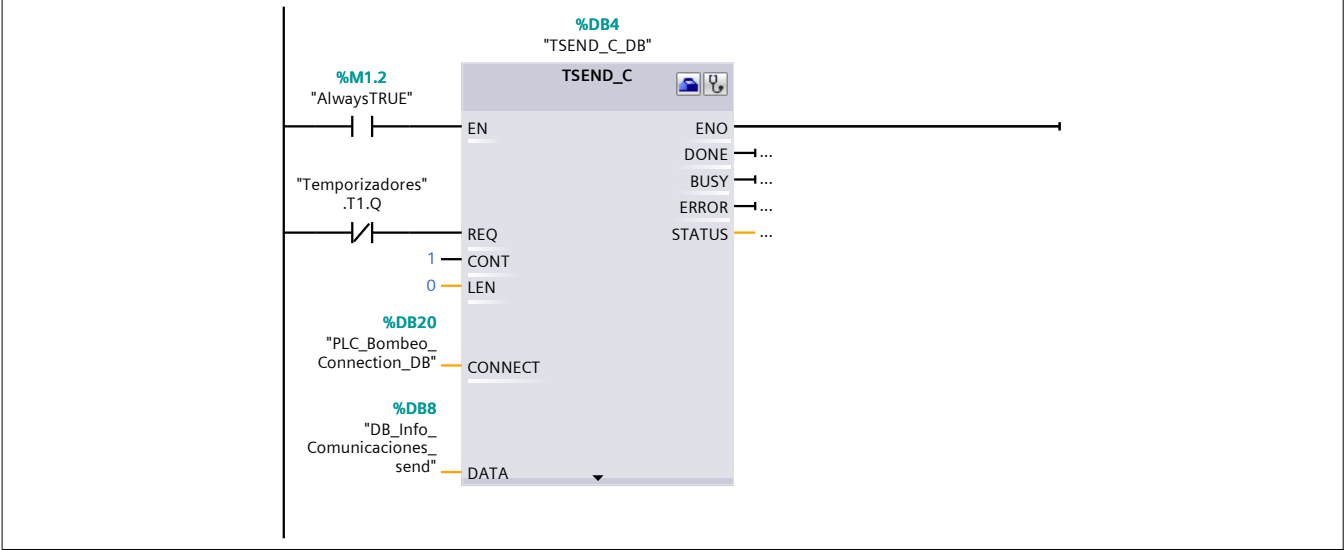 %DB4
"TSEND_C_DB"
TSEND_C
%M1.2
"AlwaysTRUE"
EN
ENO
DONE
...
BUSY
...
"Temporizadores"
.T1.Q
ERROR
...
REQ
STATUS
...
1
CONT
0
LEN
%DB20
"PLC_Bombeo_
Connection_DB"
CONNECT
%DB8
"DB_Info_
Comunicaciones_
send"
DATA